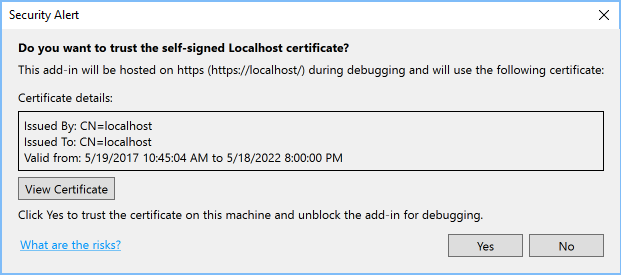 Security Alert
Do you want to trust the self-signed Localhost certificate?
This add-in will be hosted on https (https://localhost/) during debugging and will use the following certificate:
Certificate details:
Issued By: CN=localhost
Issued To: CN=localhost
Valid from: 5/19/2017 10:45:04 AM to 5/18/2022 8:00:00 PM
View Certificate
Click Yes to trust the certificate on this machine and unblock the add-in for debugging.
What are the risks?
Yes
No